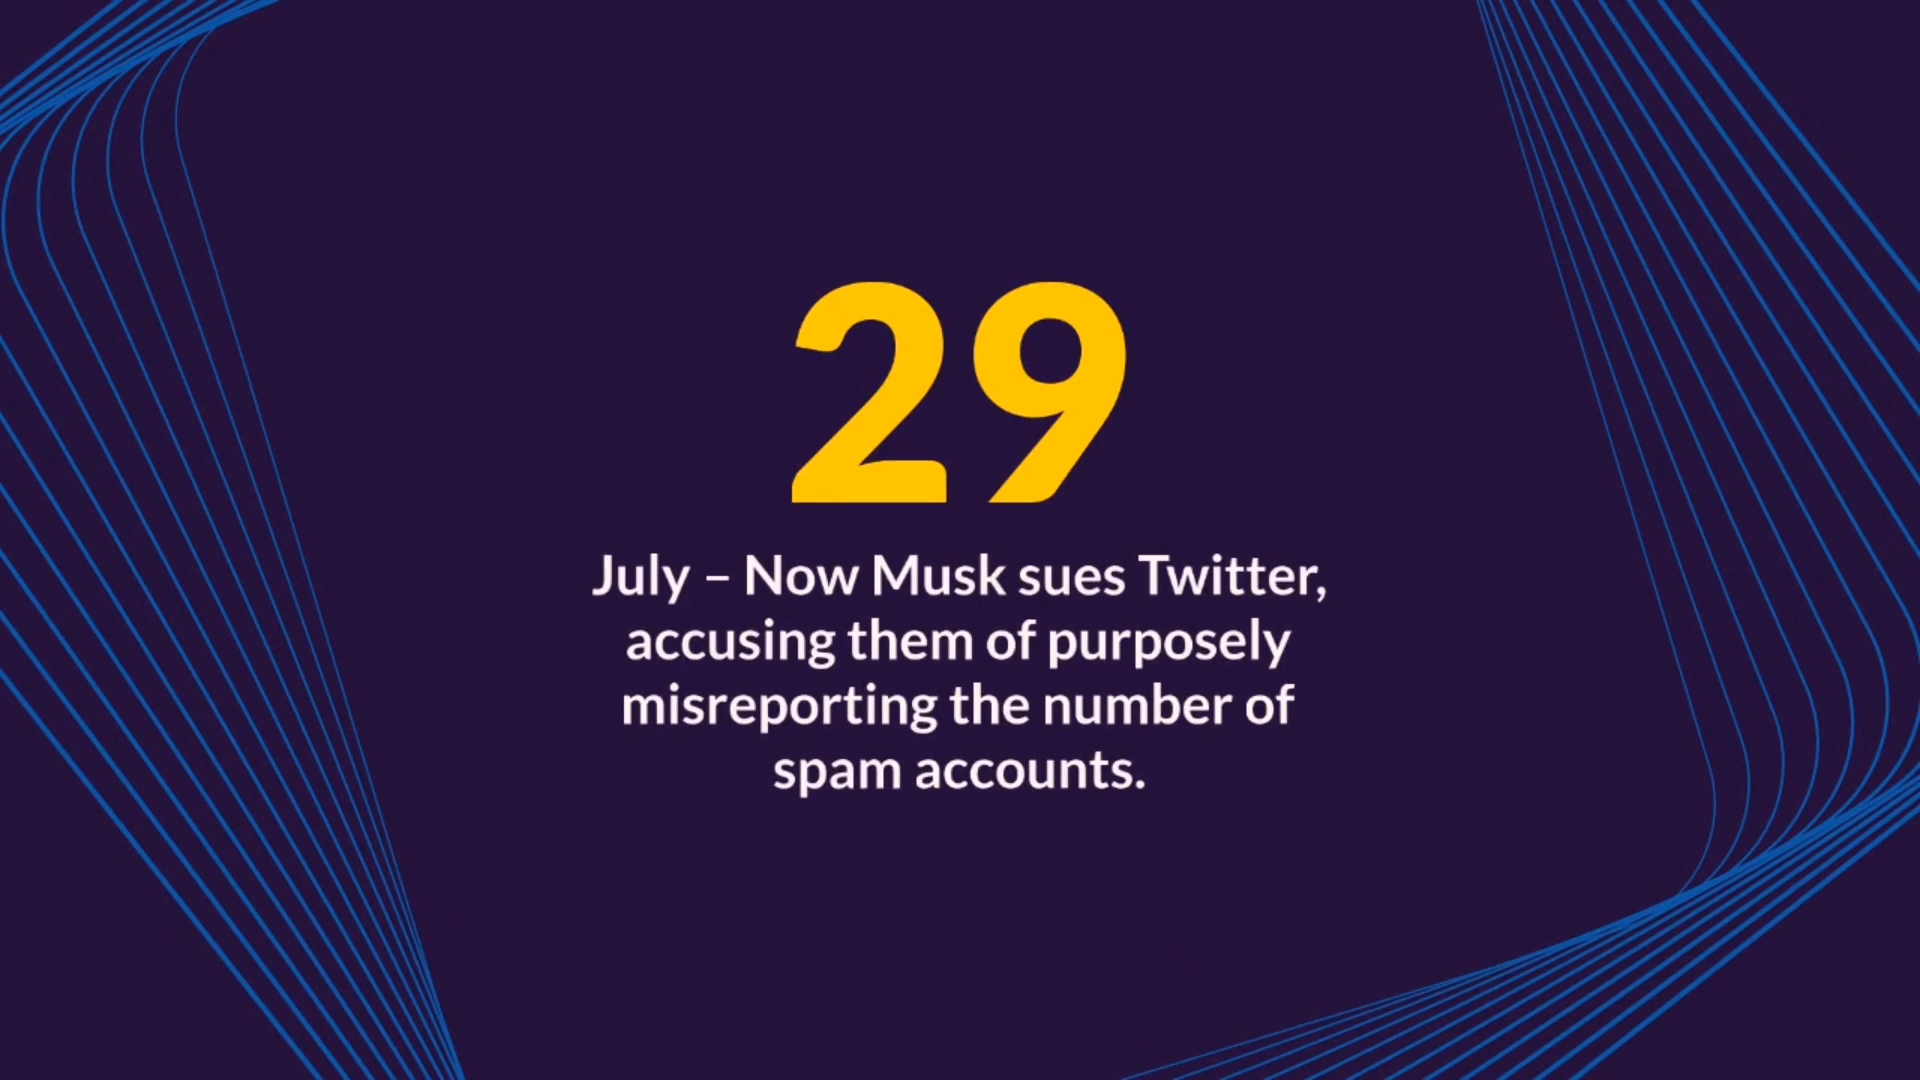 29
July – Now Musk sues Twitter,
accusing them of purposely
misreporting the number of
spam accounts.